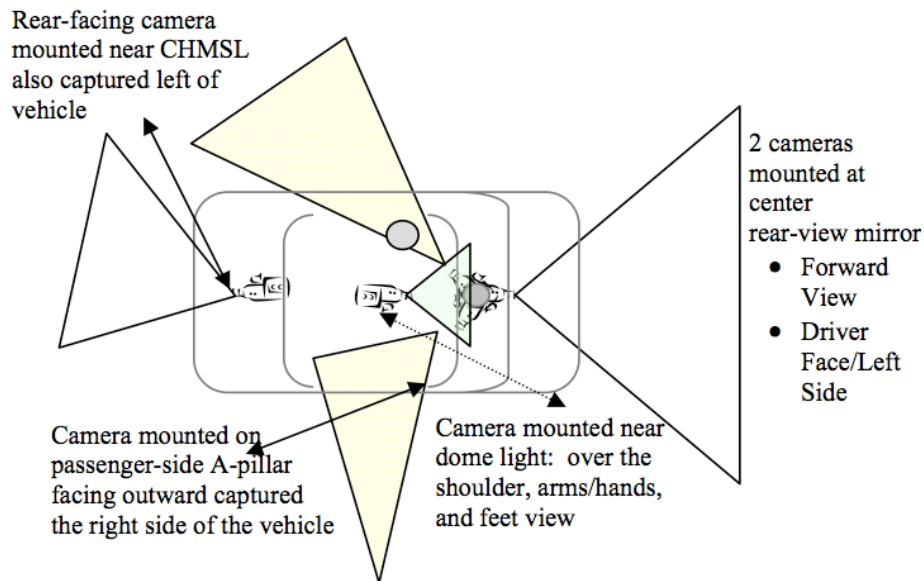 Rear-facing camera
mounted near CHMSL
also captured left of
vehicle
2 cameras
mounted at
center
rear-view mirror
• Forward
View
• Driver
Face/Left
Side
Camera mounted on
passenger-side A-pillar
facing outward captured
the right side of the vehicle
Camera mounted near
dome light: over the
shoulder, arms/hands,
and feet view